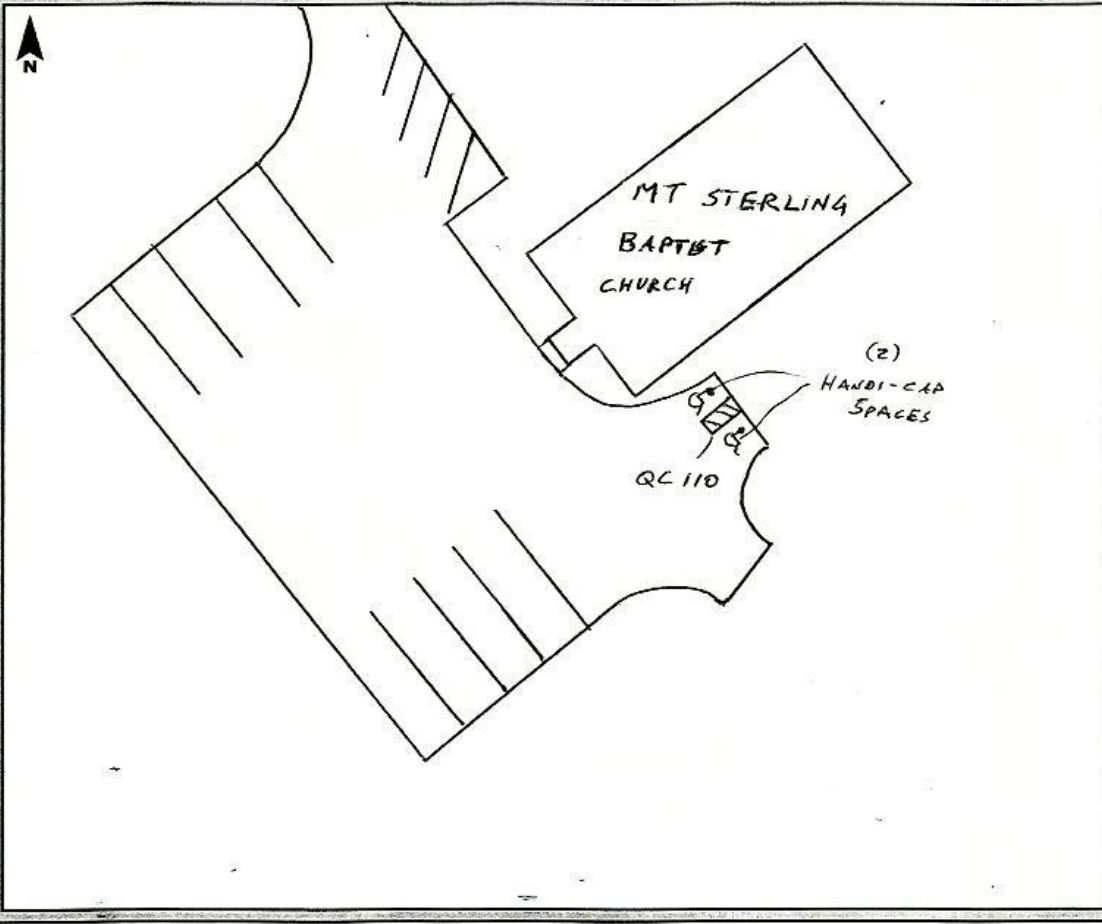 N
MT STERLING
BAPTIST
CHURCH
(2)
HANDI-CAP
SPACES
QC 110